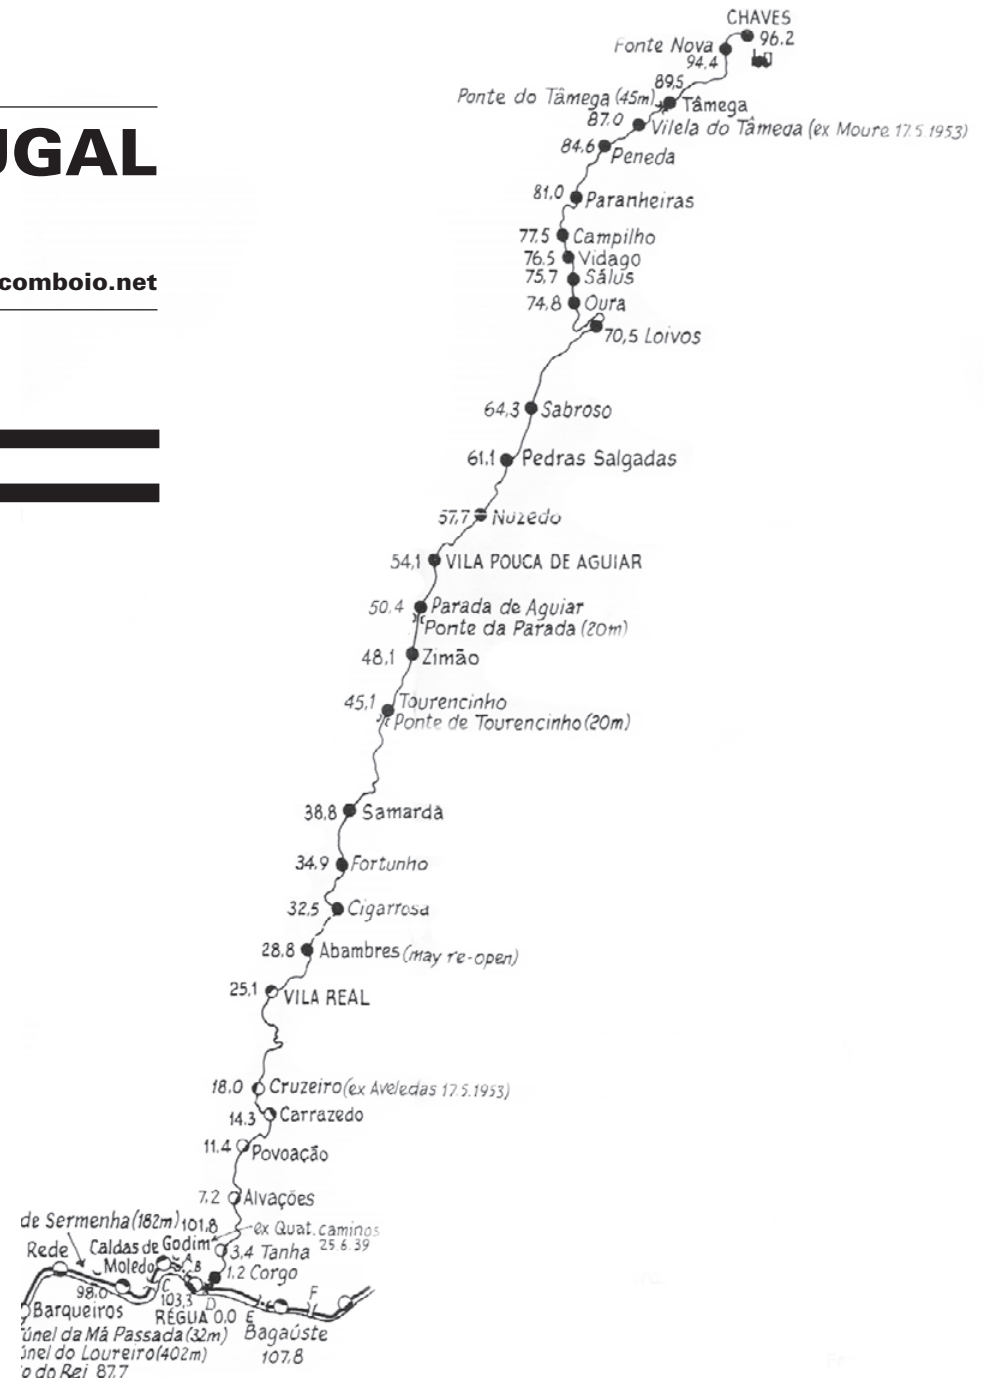 CHAVES
96.2
Fonte Nova
94,4
89,5
Ponte do Tâmega (45m)
Tâmega
87.0
Vilela do Tâmega (ex Moure 17.5.1953)
UGAL
84,6
Peneda
81,0
Paranheiras
77,5
Campilho
76,5
Vidago
comboio.net
75,7
Sálus
74,8
Oura
70,5 Loivos
64,3
Sabroso
61,1
Pedras Salgadas
57,7
Nuzedo
54,1
VILA POUCA DE AGUIAR
50,4
Parada de Aguiar
Ponte da Parada (20m)
48,1
Zimão
45,1
Tourencinho
Ponte de Tourencinho (20m)
38,8
Samardã
34,9
Fortunho
32,5
Cigarrosa
28,8
Abambres (may re-open)
25,1
VILA REAL
18.0
Cruzeiro (ex Aveledas 17.5.1953)
14.3
Carrazedo
11.4
Povoação
7,2
Alvações
de Sermenha (182m) 101,8
ex Quat. caminos
25.6.39
Rede
Caldas de
Moledo
Godim
3,4 Tanha
A
B
1,2 Corgo
98,0
C
103,3
D
E
F
Barqueiros
RÉGUA 0,0
Bagaúste
107,8
únel da Má Passada (32m)
únel do Loureiro (402m)
o do Rei 87.7